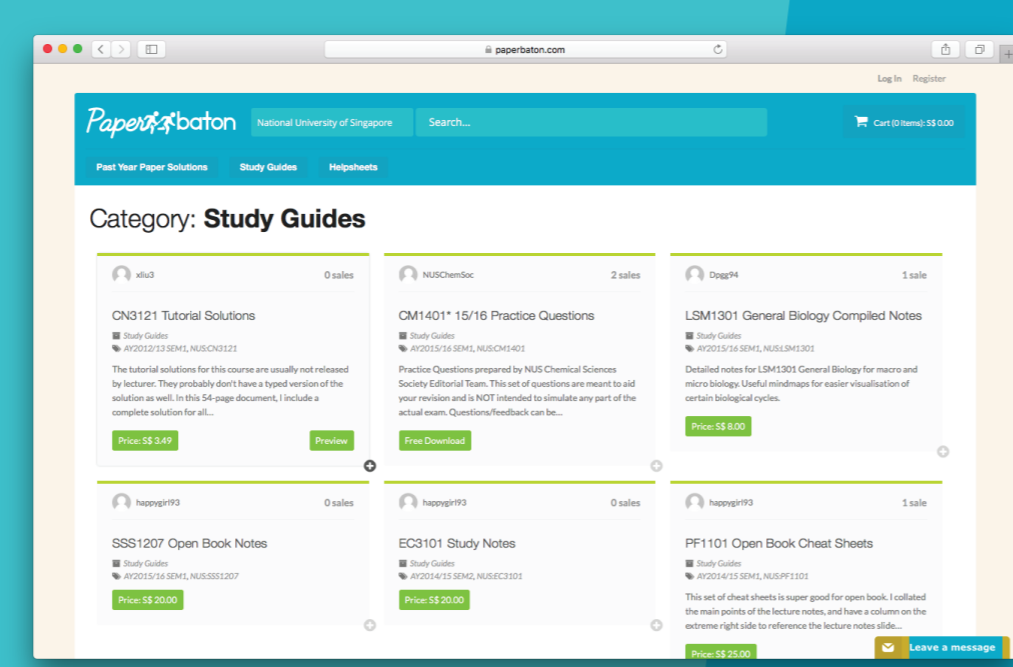 paperbaton.com
Log In Register
Paperbaton National University of Singapore Search... Cart (0 Items): S$ 0.00
Past Year Paper Solutions Study Guides Helpsheets
Category: Study Guides
xliu3 0 sales
CN3121 Tutorial Solutions
Study Guides
AY2012/13 SEM1, NUS:CN3121
The tutorial solutions for this course are usually not released
by lecturer. They probably don't have a typed version of the
solution as well. In this 54-page document, I include a
complete solution for all...
Price: S$ 3.49 Preview
NUSChemSoc 2 sales
CM1401* 15/16 Practice Questions
Study Guides
AY2015/16 SEM1, NUS:CM1401
Practice Questions prepared by NUS Chemical Sciences
Society Editorial Team. This set of questions are meant to aid
your revision and is NOT intended to simulate any part of the
actual exam. Questions/feedback can be...
Free Download
Dpgg94 1 sale
LSM1301 General Biology Compiled Notes
Study Guides
AY2015/16 SEM1, NUS:LSM1301
Detailed notes for LSM1301 General Biology for macro and
micro biology. Useful mindmaps for easier visualisation of
certain biological cycles.
Price: S$ 8.00
happygirl93 0 sales
SSS1207 Open Book Notes
Study Guides
AY2015/16 SEM1, NUS:SSS1207
Price: S$ 20.00
happygirl93 0 sales
EC3101 Study Notes
Study Guides
AY2014/15 SEM2, NUS:EC3101
Price: S$ 20.00
happygirl93 1 sale
PF1101 Open Book Cheat Sheets
Study Guides
AY2014/15 SEM1, NUS:PF1101
This set of cheat sheets is super good for open book. I collated
the main points of the lecture notes, and have a column on the
extreme right side to reference the lecture notes slide...
Price: S$ 25.00
Leave a message